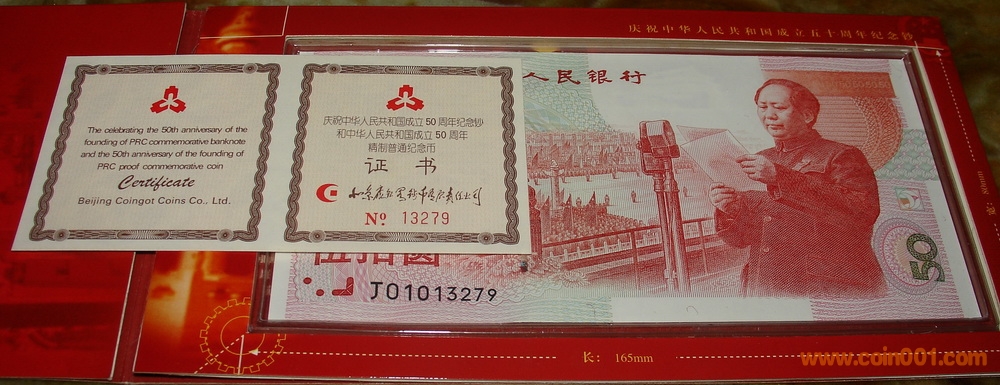 庆祝中华人民共和国成立五十周年纪念钞
The celebrating the 50th anniversary of the
founding of PRC commemorative banknote
and the 50th anniversary of the founding of
PRC proof commemorative coin
Certificate
Beijing Coingot Coins Co., Ltd.
庆祝中华人民共和国成立 50 周年纪念钞
和中华人民共和国成立 50 周年
精制普通纪念币
证 书
No 13279
人民银行
伍拾圆
J01013279
50
长: 165mm
宽: 80mm
www.coin001.com